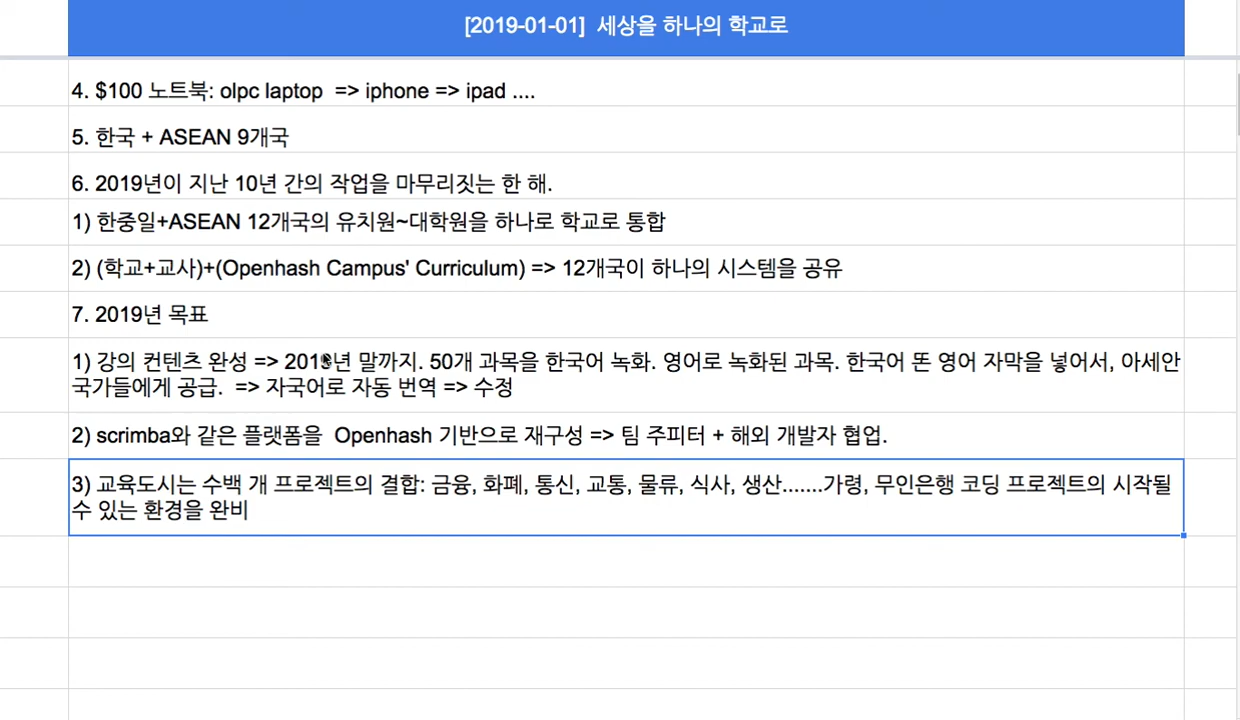 [2019-01-01] 세상을 하나의 학교로
4. $100 노트북: olpc laptop => iphone => ipad ....
5. 한국 + ASEAN 9개국
6. 2019년이 지난 10년 간의 작업을 마무리짓는 한 해.
1) 한중일+ASEAN 12개국의 유치원~대학원을 하나로 학교로 통합
2) (학교+교사)+(Openhash Campus' Curriculum) => 12개국이 하나의 시스템을 공유
7. 2019년 목표
1) 강의 컨텐츠 완성 => 2019년 말까지. 50개 과목을 한국어 녹화. 영어로 녹화된 과목. 한국어 똔 영어 자막을 넣어서, 아세안
국가들에게 공급. => 자국어로 자동 번역 => 수정
2) scrimba와 같은 플랫폼을 Openhash 기반으로 재구성 => 팀 주피터 + 해외 개발자 협업.
3) 교육도시는 수백 개 프로젝트의 결합: 금융, 화폐, 통신, 교통, 물류, 식사, 생산.......가령, 무인은행 코딩 프로젝트의 시작될
수 있는 환경을 완비